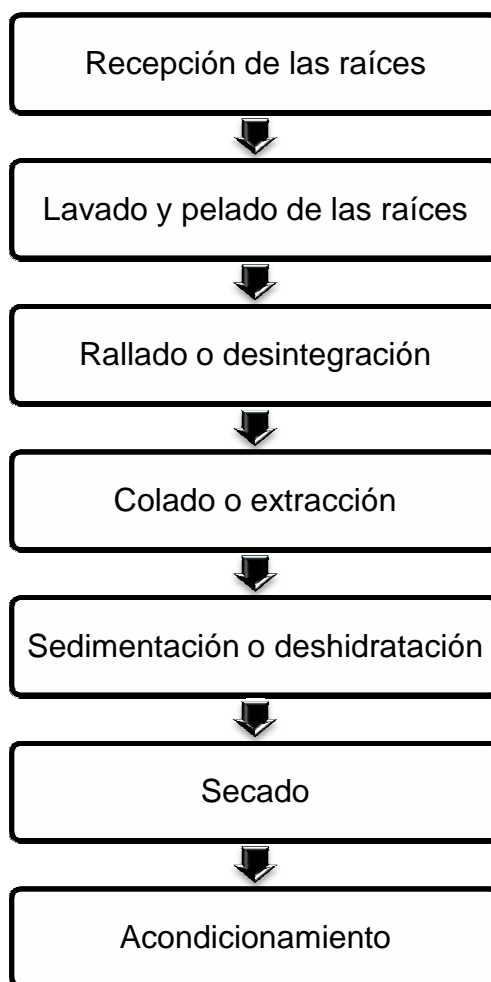 Recepción de las raíces
Lavado y pelado de las raíces
Rallado o desintegración
Colado o extracción
Sedimentación o deshidratación
Secado
Acondicionamiento